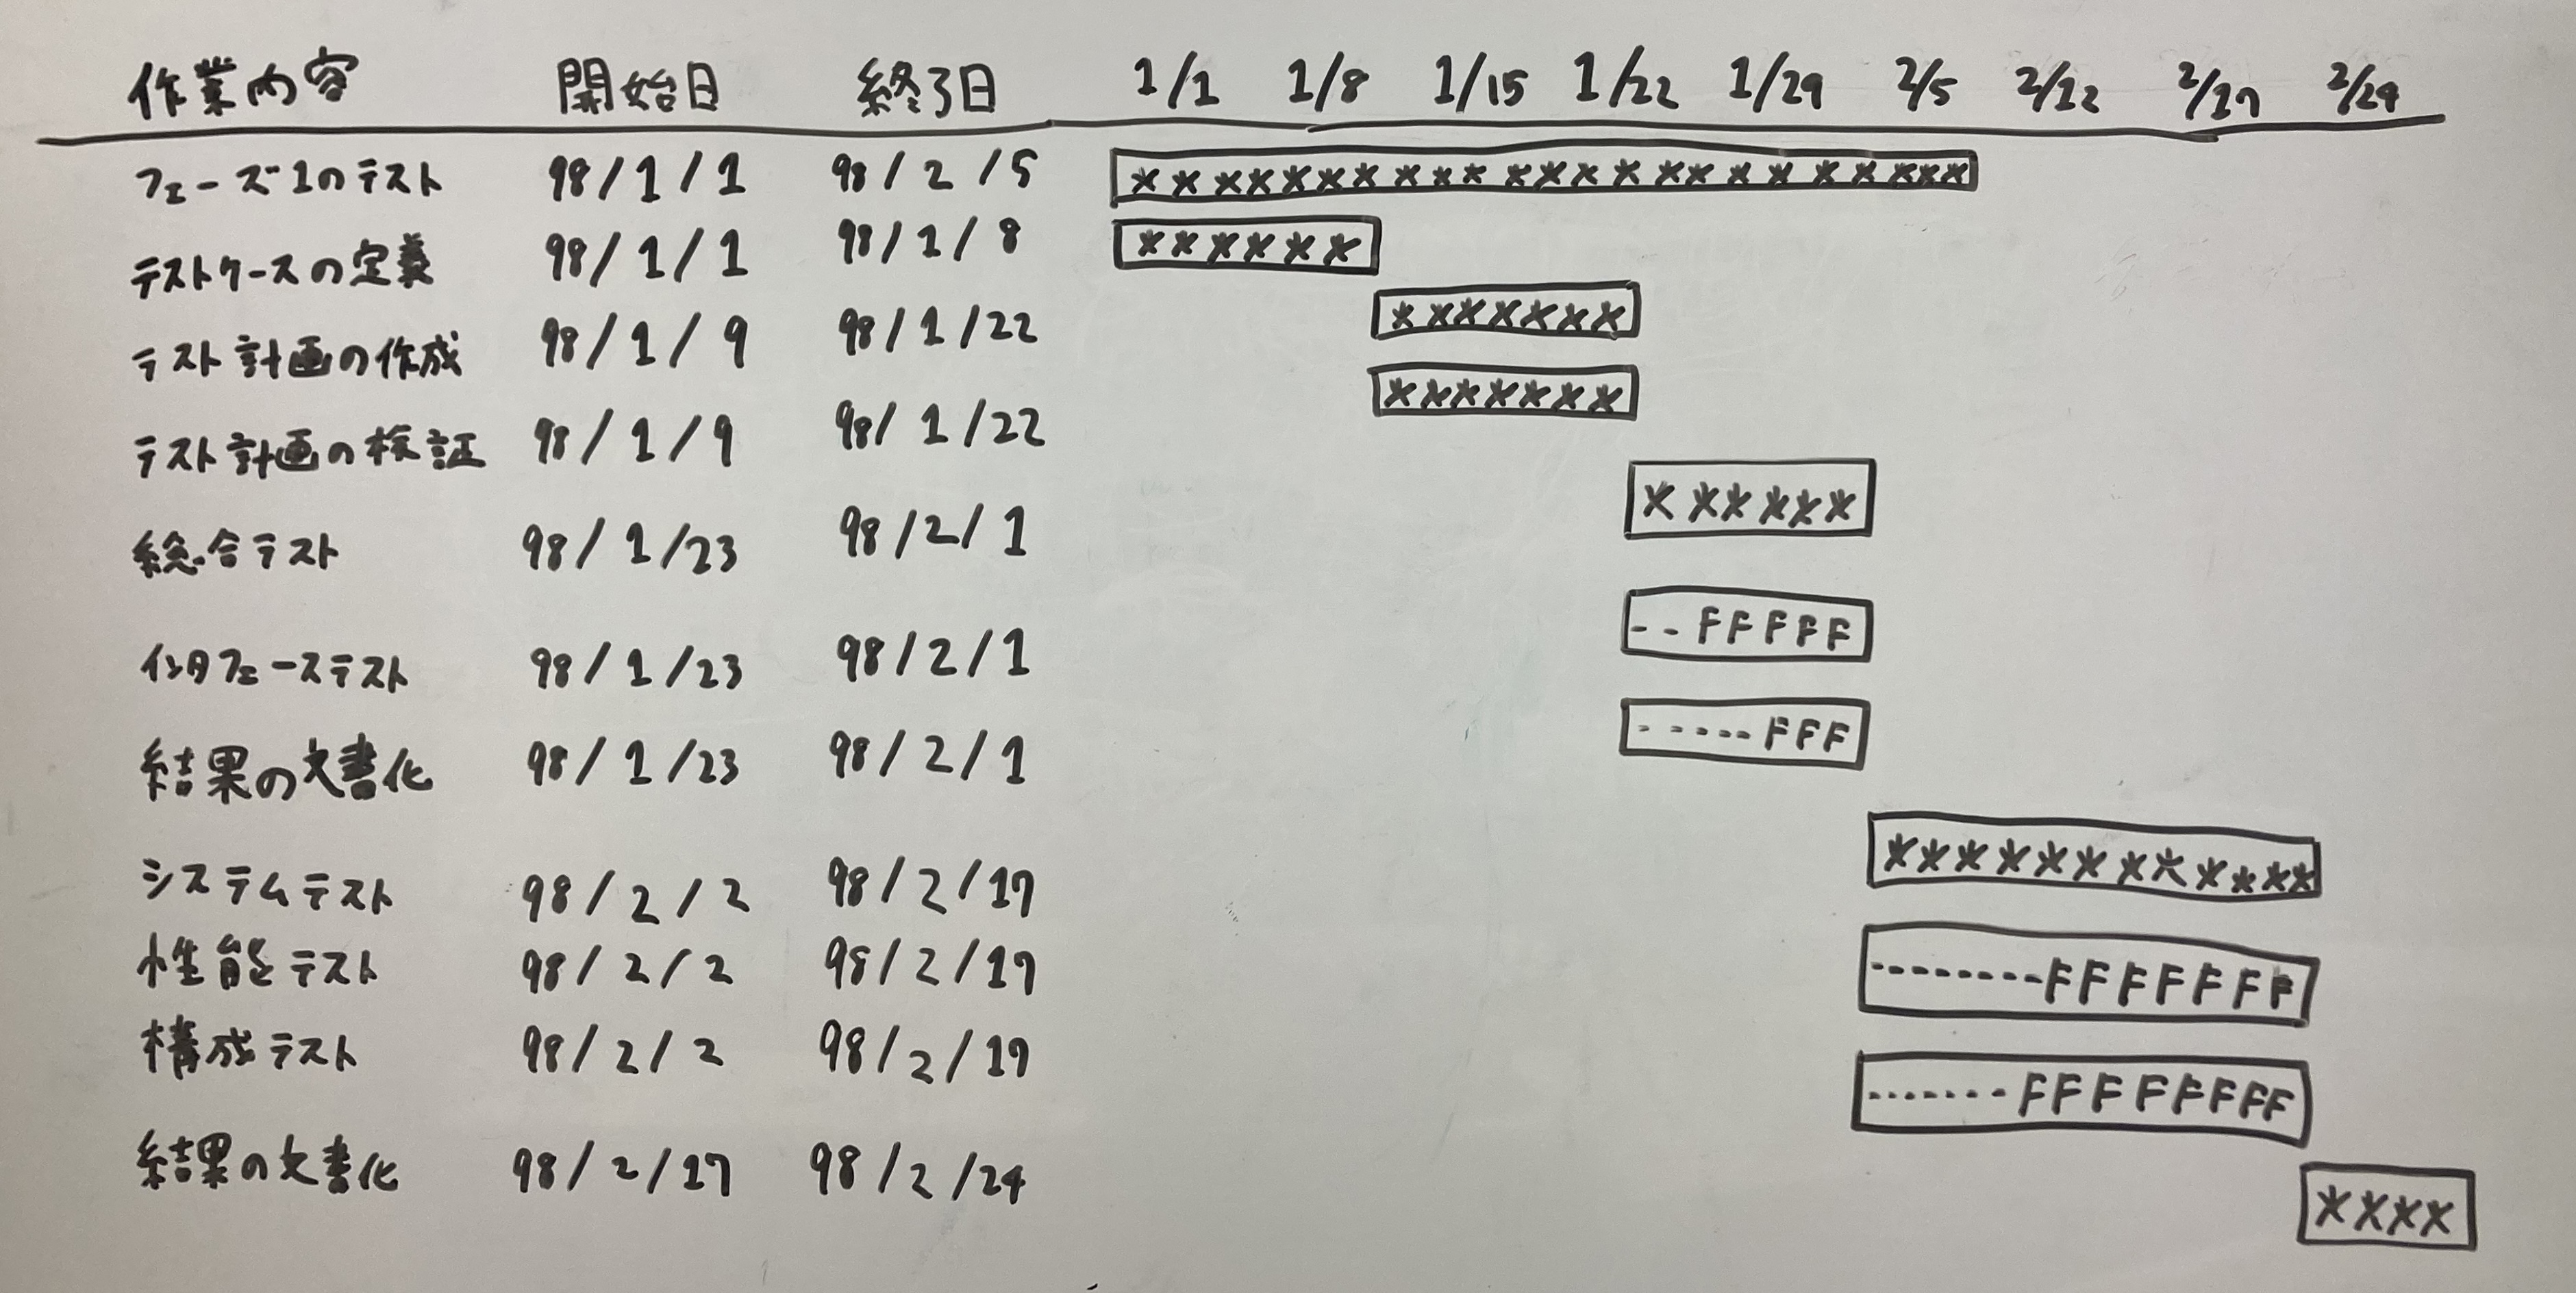 作業内容 開始日 終了日 1/1 1/8 1/15 1/22 1/29 2/5 2/12 2/17 2/24
フェーズ1のテスト 98/1/1 98/2/5 ************************
テストケースの定義 98/1/1 98/1/8 ******
テスト計画の作成 98/1/9 98/1/22 *******
テスト計画の検証 98/1/9 98/1/22 *******
総合テスト 98/1/23 98/2/1 ******
インタフェーステスト 98/1/23 98/2/1 --FFFFF
結果の文書化 98/1/23 98/2/1 -----FFF
システムテスト 98/2/2 98/2/17 *************
性能テスト 98/2/2 98/2/17 ---------FFFFFFF
構成テスト 98/2/2 98/2/17 -------FFFFFFFF
結果の文書化 98/2/17 98/2/24 ****